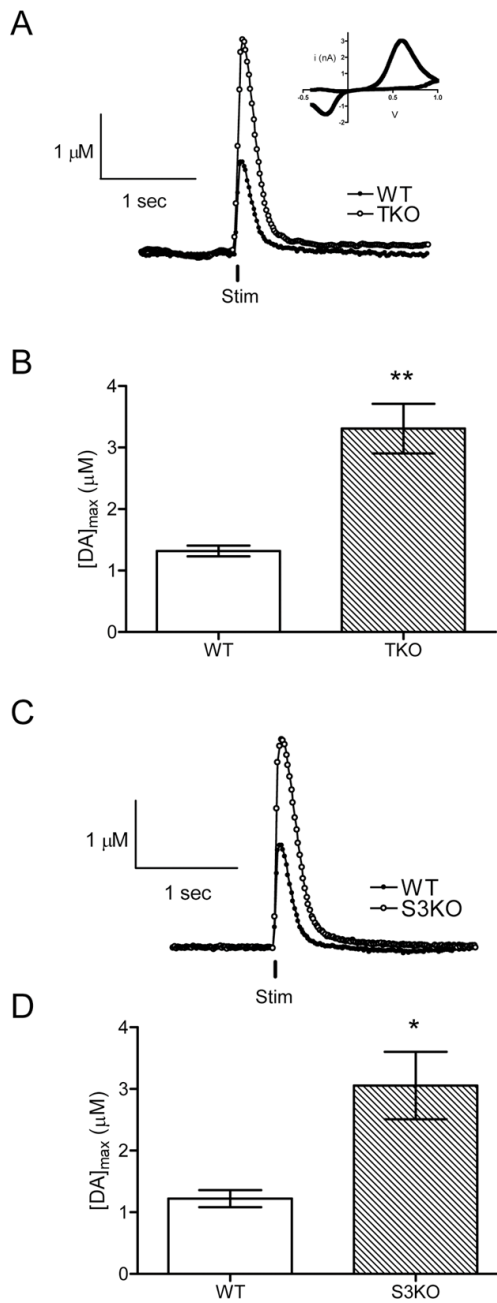 A
i (nA)
3
2
1
-1
-2
-0.5
0.5
1.0
V
1 μM
1 sec
WT
TKO
Stim
B
[DA]max (μM)
4
3
2
1
0
**
WT
TKO
C
1 μM
1 sec
WT
S3KO
Stim
D
[DA]max (μM)
4
3
2
1
0
*
WT
S3KO